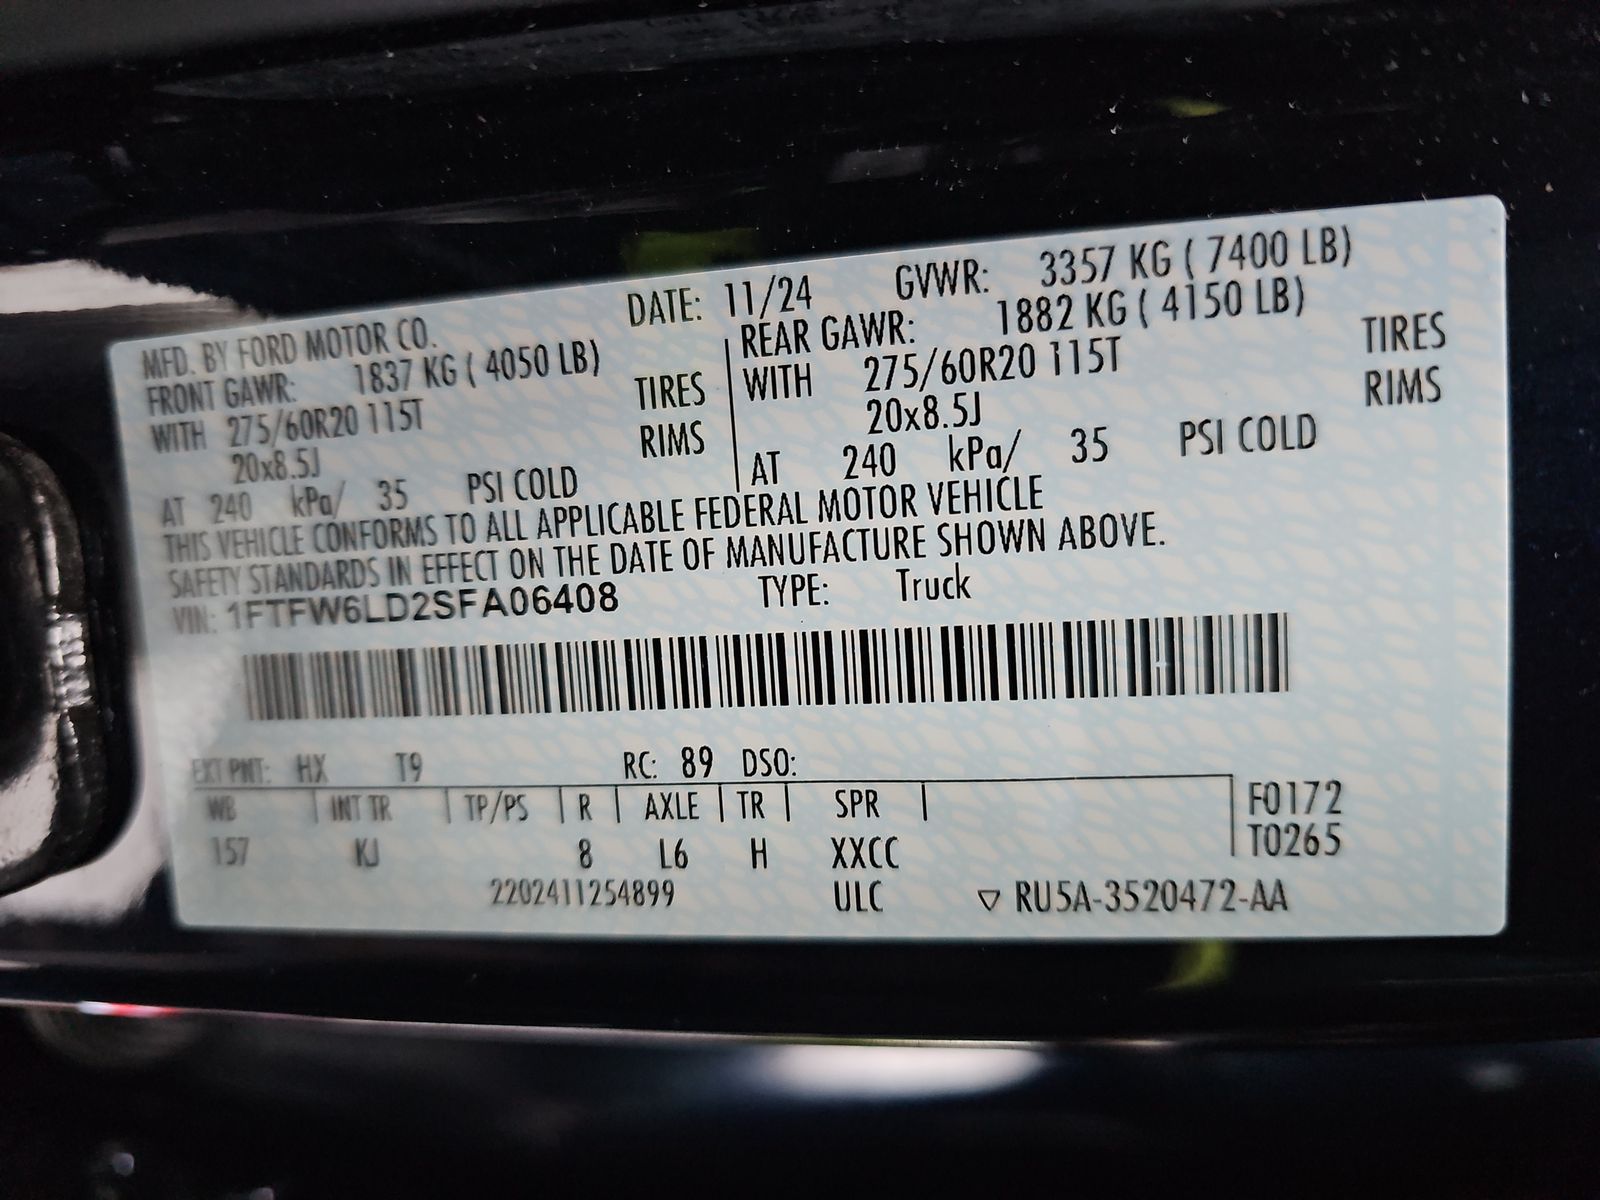 MFD. BY FORD MOTOR CO. DATE: 11/24 GVWR: 3357 KG ( 7400 LB)
FRONT GAWR: 1837 KG ( 4050 LB) REAR GAWR: 1882 KG ( 4150 LB)
WITH 275/60R20 115T TIRES WITH 275/60R20 115T TIRES
20x8.5J RIMS 20x8.5J RIMS
AT 240 kPa/ 35 PSI COLD AT 240 kPa/ 35 PSI COLD
THIS VEHICLE CONFORMS TO ALL APPLICABLE FEDERAL MOTOR VEHICLE
SAFETY STANDARDS IN EFFECT ON THE DATE OF MANUFACTURE SHOWN ABOVE.
VIN: 1FTFW6LD2SFA06408 TYPE: Truck
EXT PNT: HX T9 RC: 89 DSO:
WB INT TR TP/PS R AXLE TR SPR F0172
157 KJ 8 L6 H XXCC T0265
2202411254899 ULC ▽ RU5A-3520472-AA